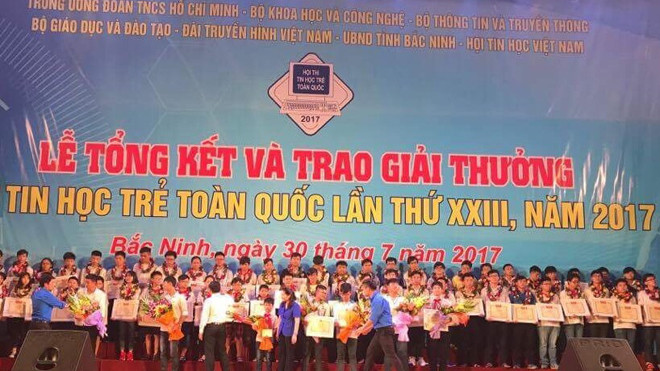 TRUNG ƯƠNG ĐOÀN TNCS HỒ CHÍ MINH - BỘ KHOA HỌC VÀ CÔNG NGHỆ - BỘ THÔNG TIN VÀ TRUYỀN THÔNG
BỘ GIÁO DỤC VÀ ĐÀO TẠO - ĐÀI TRUYỀN HÌNH VIỆT NAM - UBND TỈNH BẮC NINH - HỘI TIN HỌC VIỆT NAM
HỘI THI
TIN HỌC TRẺ
TOÀN QUỐC
2017
LỄ TỔNG KẾT VÀ TRAO GIẢI THƯỞNG
TIN HỌC TRẺ TOÀN QUỐC LẦN THỨ XXIII, NĂM 2017
Bắc Ninh, ngày 30 tháng 7 năm 2017